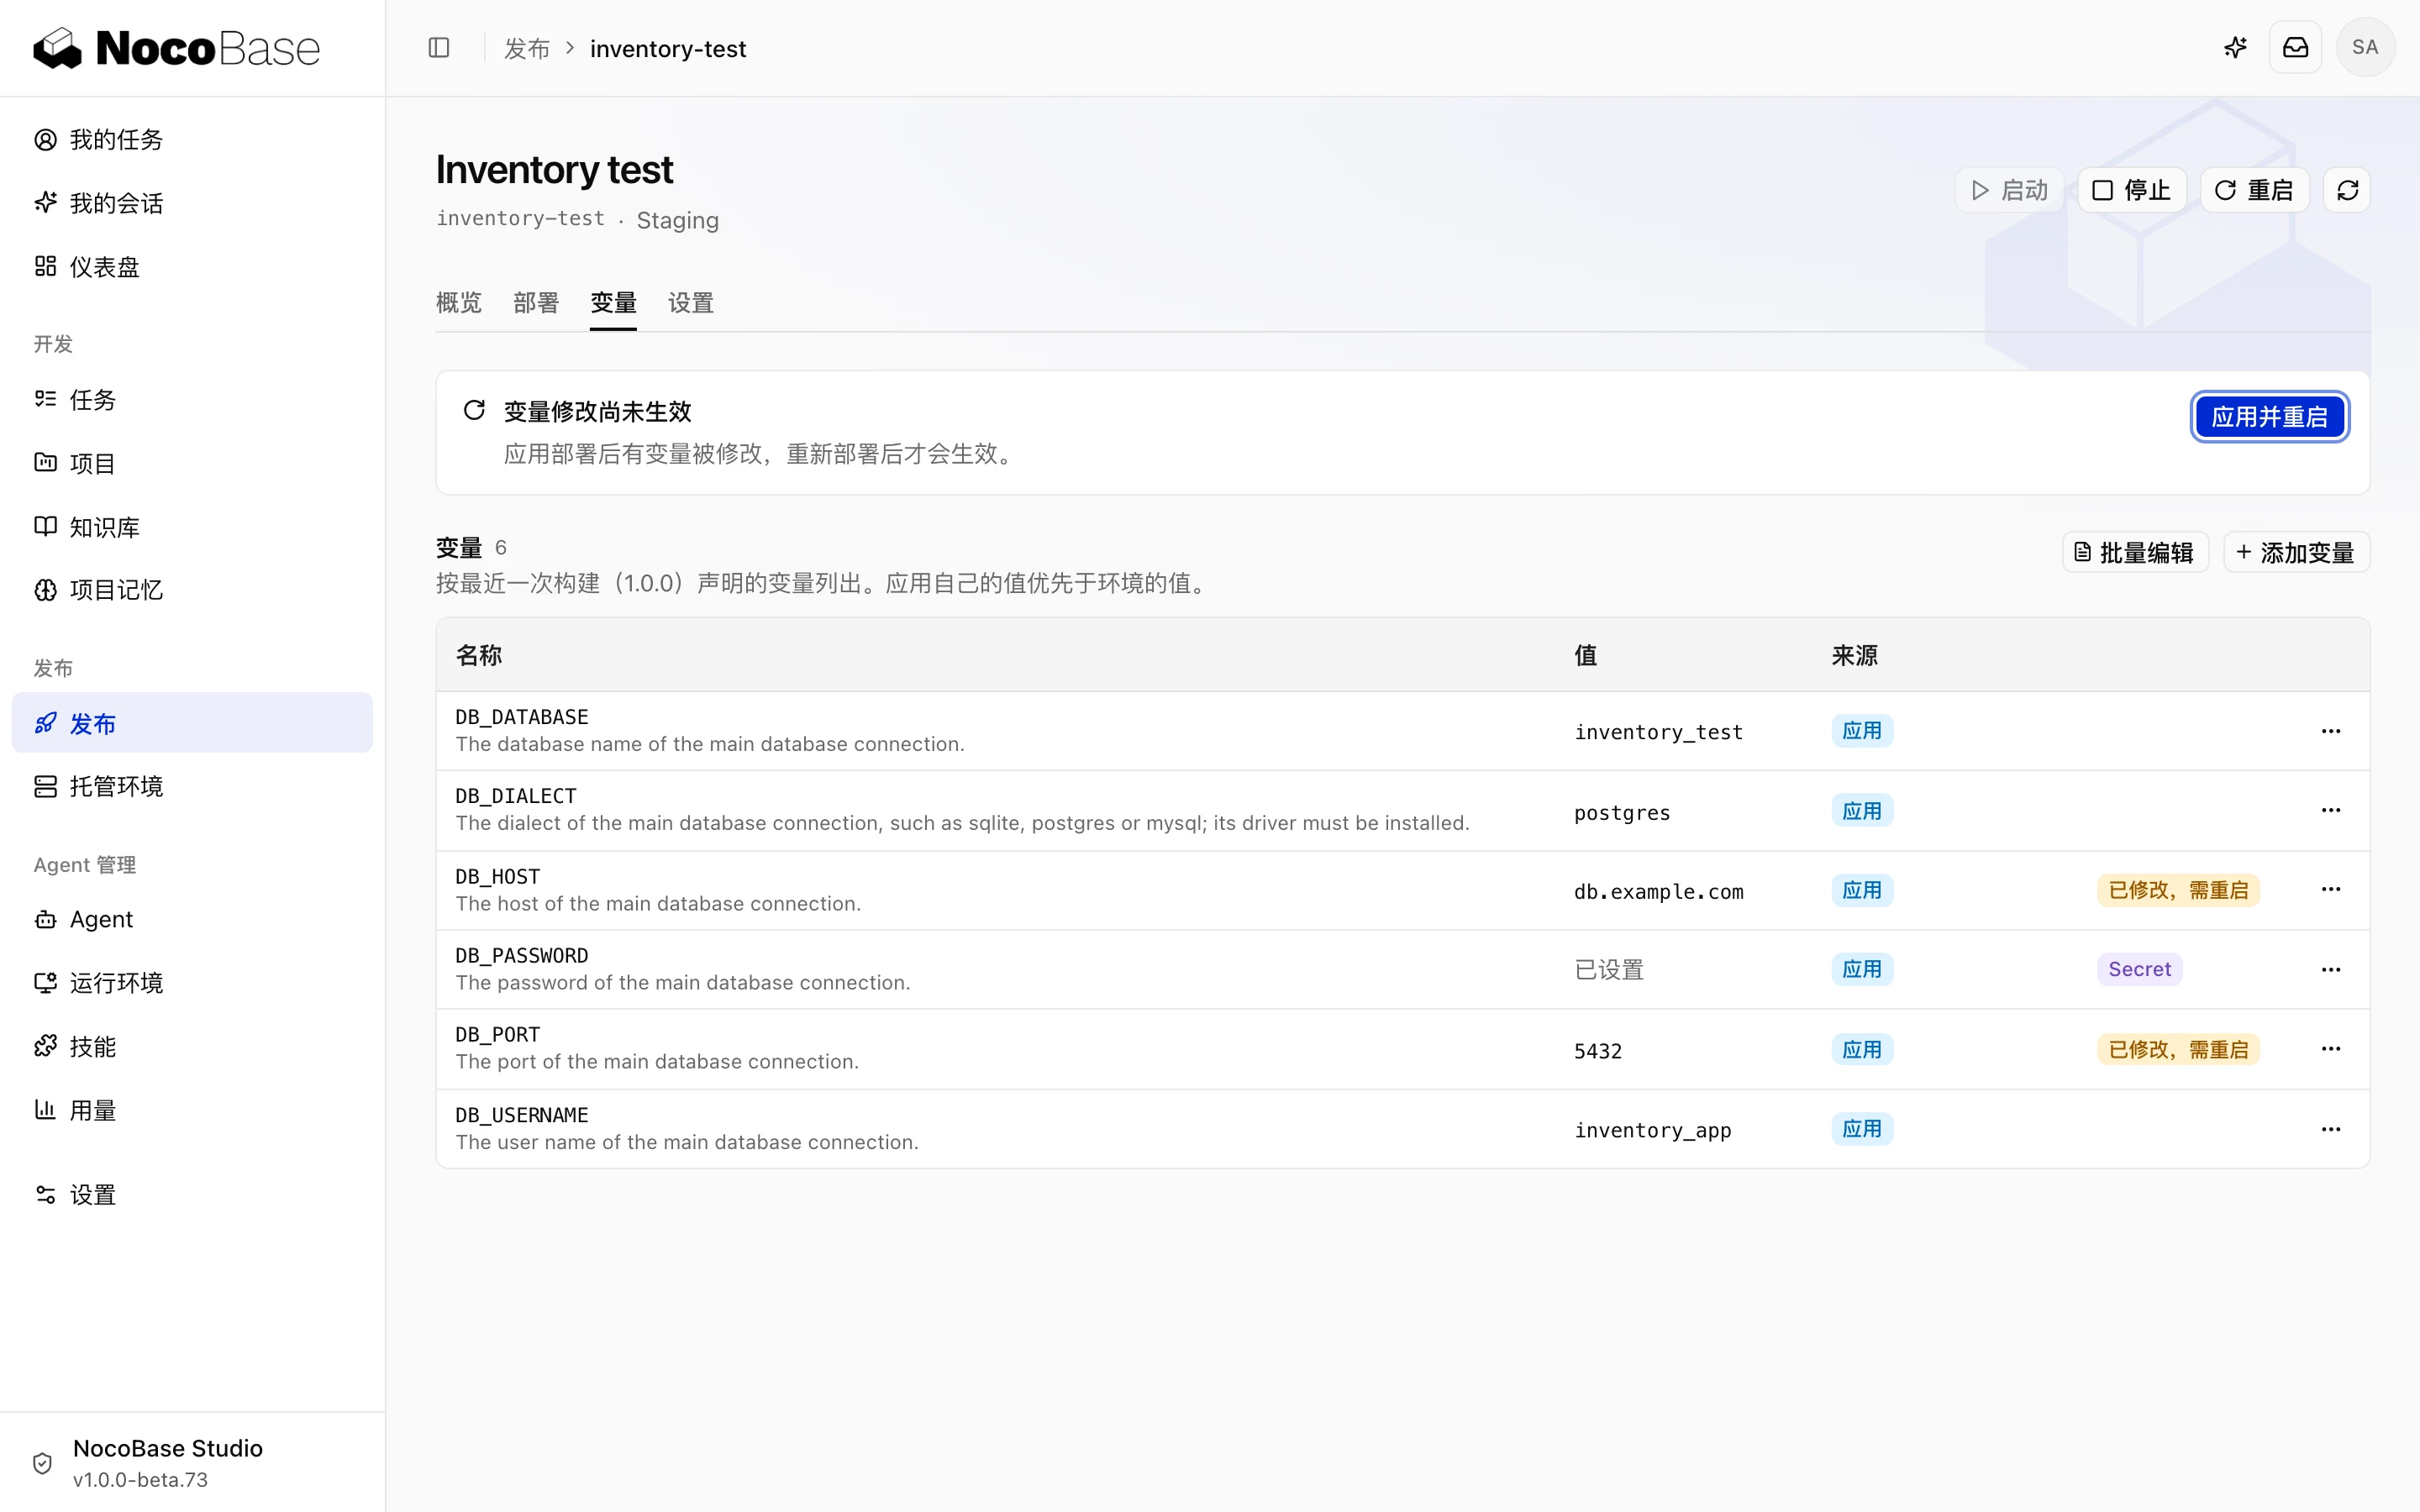 NocoBase
发布 > inventory-test
SA
我的任务
我的会话
仪表盘
开发
任务
项目
知识库
项目记忆
发布
发布
托管环境
Agent 管理
Agent
运行环境
技能
用量
设置
NocoBase Studio
v1.0.0-beta.73
Inventory test
inventory-test · Staging
启动 停止 重启
概览 部署 变量 设置
变量修改尚未生效
应用部署后有变量被修改，重新部署后才会生效。
应用并重启
变量 6
按最近一次构建（1.0.0）声明的变量列出。应用自己的值优先于环境的值。
批量编辑 + 添加变量
名称 值 来源
DB_DATABASE
The database name of the main database connection.
inventory_test 应用
DB_DIALECT
The dialect of the main database connection, such as sqlite, postgres or mysql; its driver must be installed.
postgres 应用
DB_HOST
The host of the main database connection.
db.example.com 应用 已修改，需重启
DB_PASSWORD
The password of the main database connection.
已设置 应用 Secret
DB_PORT
The port of the main database connection.
5432 应用 已修改，需重启
DB_USERNAME
The user name of the main database connection.
inventory_app 应用